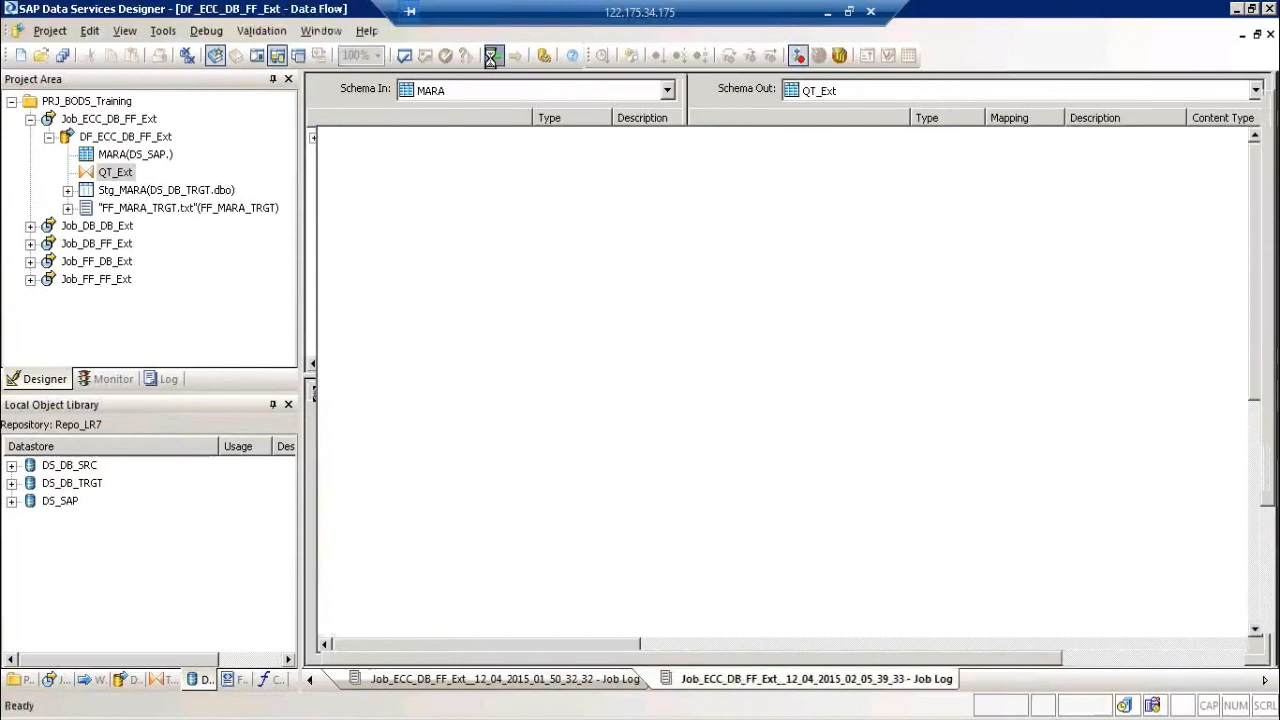 SAP Data Services Designer [DF_ECC_DB_FF_Ext - Data Flow]
122.175.34.175
Project Edit View Tools Debug Validation Window Help
100%
Project Area
PRJ_BODS_Training
Job_ECC_DB_FF_Ext
DF_ECC_DB_FF_Ext
MARA(DS_SAP.)
QT_Ext
Stg_MARA(DS_DB_TRGT.dbo)
"FF_MARA_TRGT.txt"(FF_MARA_TRGT)
Job_DB_DB_Ext
Job_DB_FF_Ext
Job_FF_DB_Ext
Job_FF_FF_Ext
Designer Monitor Log
Schema In: MARA
Type Description
Schema Out: QT_Ext
Type Mapping Description Content Type
Local Object Library
Repository: Repo_LR7
Datastore Usage Des
DS_DB_SRC
DS_DB_TRGT
DS_SAP
P.. J... W D... T... D.. F.. C..
Job_ECC_DB_FF_Ext__12_04_2015_01_50_32_32 - Job Log
Job_ECC_DB_FF_Ext__12_04_2015_02_05_39_33 - Job Log
Ready
CAP NUM SCRL